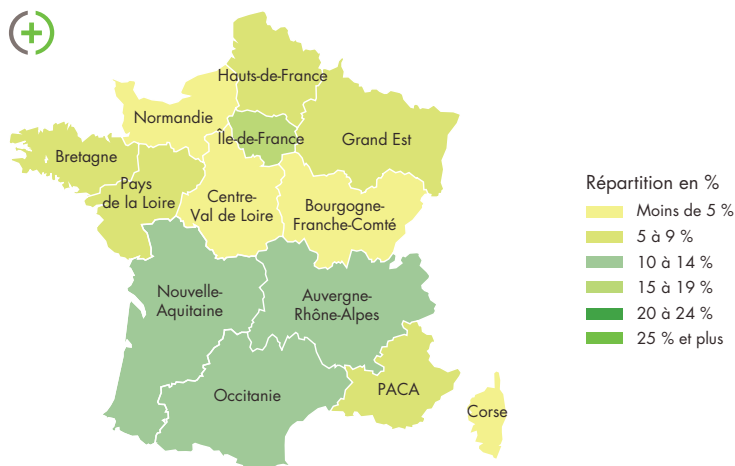 Hauts-de-France
Normandie
Île-de-France
Grand Est
Bretagne
Pays
de la Loire
Centre-
Val de Loire
Bourgogne-
Franche-Comté
Nouvelle-
Aquitaine
Auvergne-
Rhône-Alpes
Occitanie
PACA
Corse
Répartition en %
Moins de 5 %
5 à 9 %
10 à 14 %
15 à 19 %
20 à 24 %
25 % et plus